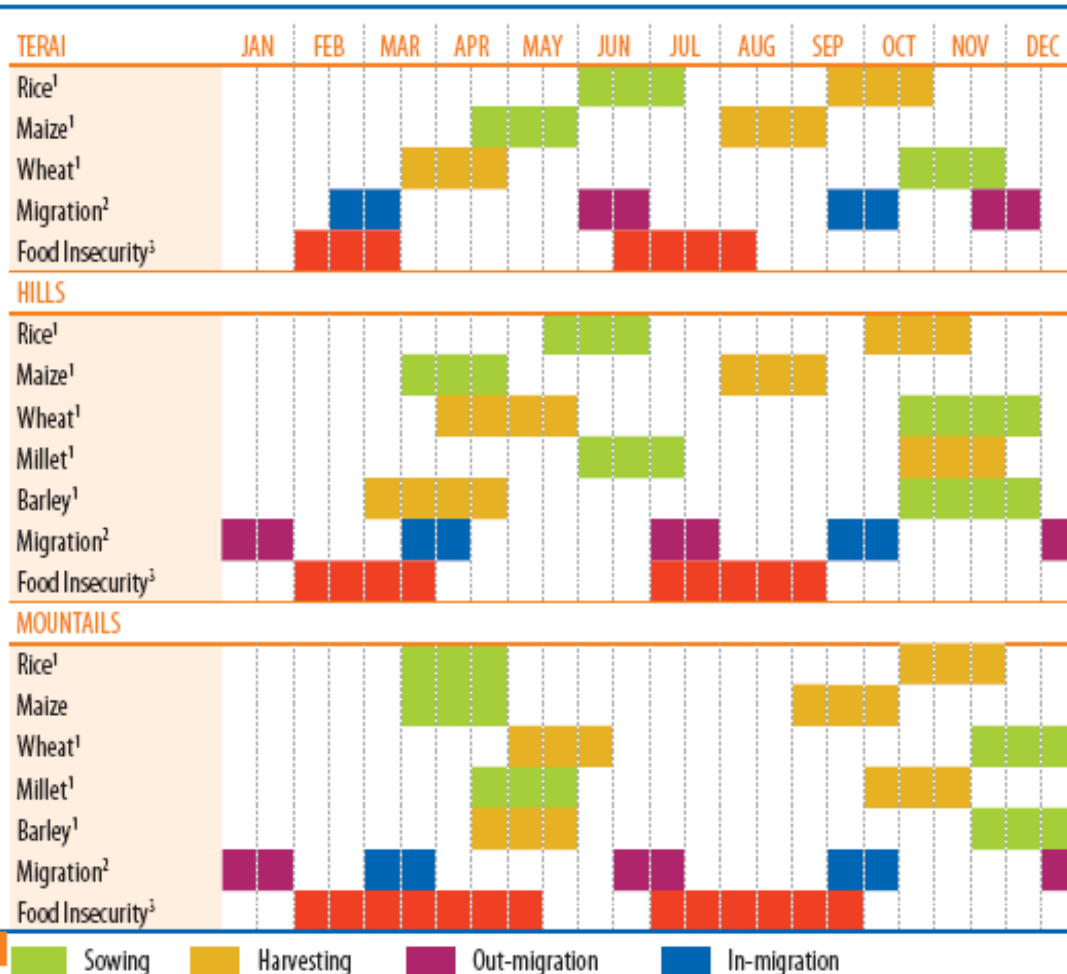 TERAI JAN FEB MAR APR MAY JUN JUL AUG SEP OCT NOV DEC
Rice¹
Maize¹
Wheat¹
Migration²
Food Insecurity³
HILLS
Rice¹
Maize¹
Wheat¹
Millet¹
Barley¹
Migration²
Food Insecurity³
MOUNTAILS
Rice¹
Maize
Wheat¹
Millet¹
Barley¹
Migration²
Food Insecurity³
Sowing Harvesting Out-migration In-migration